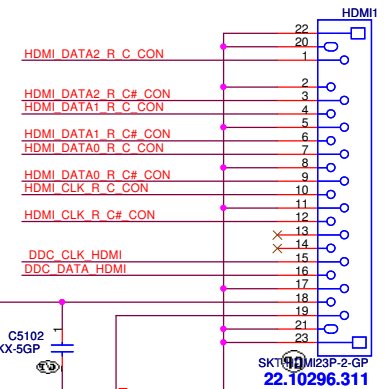 HDMI1
22
20
HDMI_DATA2_R_C_CON 1
2
HDMI_DATA2_R_C#_CON 3
HDMI_DATA1_R_C_CON 4
5
HDMI_DATA1_R_C#_CON 6
HDMI_DATA0_R_C_CON 7
8
HDMI_DATA0_R_C#_CON 9
HDMI_CLK_R_C_CON 10
11
HDMI_CLK_R_C#_CON 12
13
14
DDC_CLK_HDMI 15
DDC_DATA_HDMI 16
17
18
19
1
21
C5102
23
KX-5GP
22.10296.311